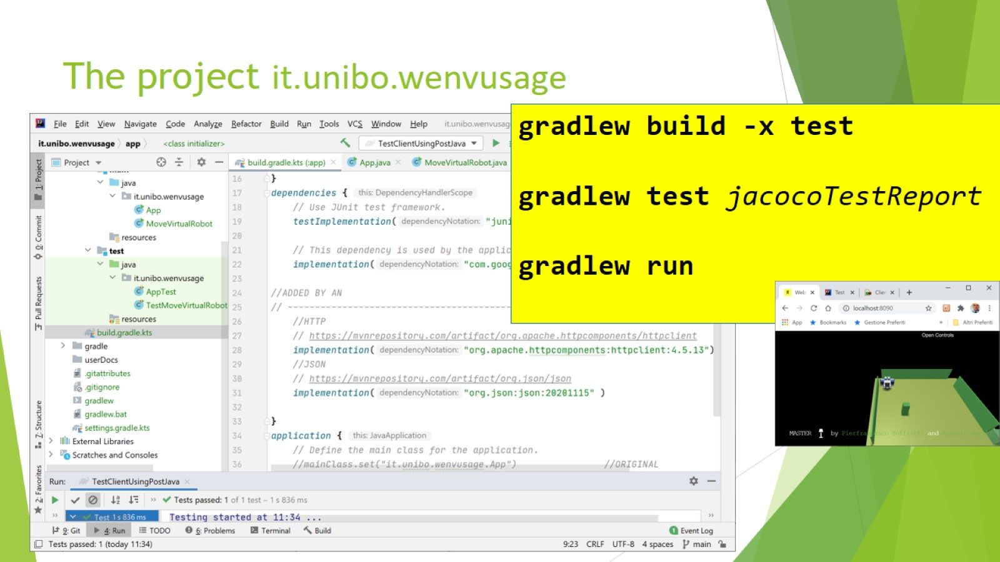 The project it.unibo.wenvusage
File Edit View Navigate Code Analyze Refactor Build Run Tools VCS Window Help it.unibo.wenvusag
it.unibo.wenvusage app <class initializer> TestClientUsingPostJava
Project build.gradle.kts (:app) App.java MoveVirtualRobot.java
1: Project
0: Commit
Pull Requests
7: Structure
2: Favorites
main
java
it.unibo.wenvusage
App
MoveVirtualRobot
resources
test
java
it.unibo.wenvusage
AppTest
TestMoveVirtualRobot
resources
build.gradle.kts
gradle
userDocs
.gitattributes
.gitignore
gradlew
gradlew.bat
settings.gradle.kts
External Libraries
Scratches and Consoles
16 }
17 dependencies { this: DependencyHandlerScope
18 // Use JUnit test framework.
19 testImplementation( dependencyNotation: "juni
20
21 // This dependency is used by the applic
22 implementation( dependencyNotation: "com.goog
23
24 //ADDED BY AN
25 // ---------------------------------
26 //HTTP
27 // https://mvnrepository.com/artifact/org.apache.httpcomponents/httpclient
28 implementation( dependencyNotation: "org.apache.httpcomponents:httpclient:4.5.13")
29 //JSON
30 // https://mvnrepository.com/artifact/org.json/json
31 implementation( dependencyNotation: "org.json:json:20201115" )
32
33 }
34 application { this: JavaApplication
35 // Define the main class for the application.
36 //mainClass.set("it.unibo.wenvusage.App") //ORIGINAL
gradlew build -x test
gradlew test jacocoTestReport
gradlew run
Web Test Clie
localhost:8090
App Bookmarks Gestione Preferiti » Altri Preferiti
Open Controls
MASTER by Pierfrancesco Soffritti and
Run: TestClientUsingPostJava
» Tests passed: 1 of 1 test – 1 s 836 ms
» Test 1 s 836 ms Testing started at 11:34 ... »
9: Git 4: Run TODO 6: Problems Terminal Build 1 Event Log
Tests passed: 1 (today 11:34) 9:23 CRLF UTF-8 4 spaces main